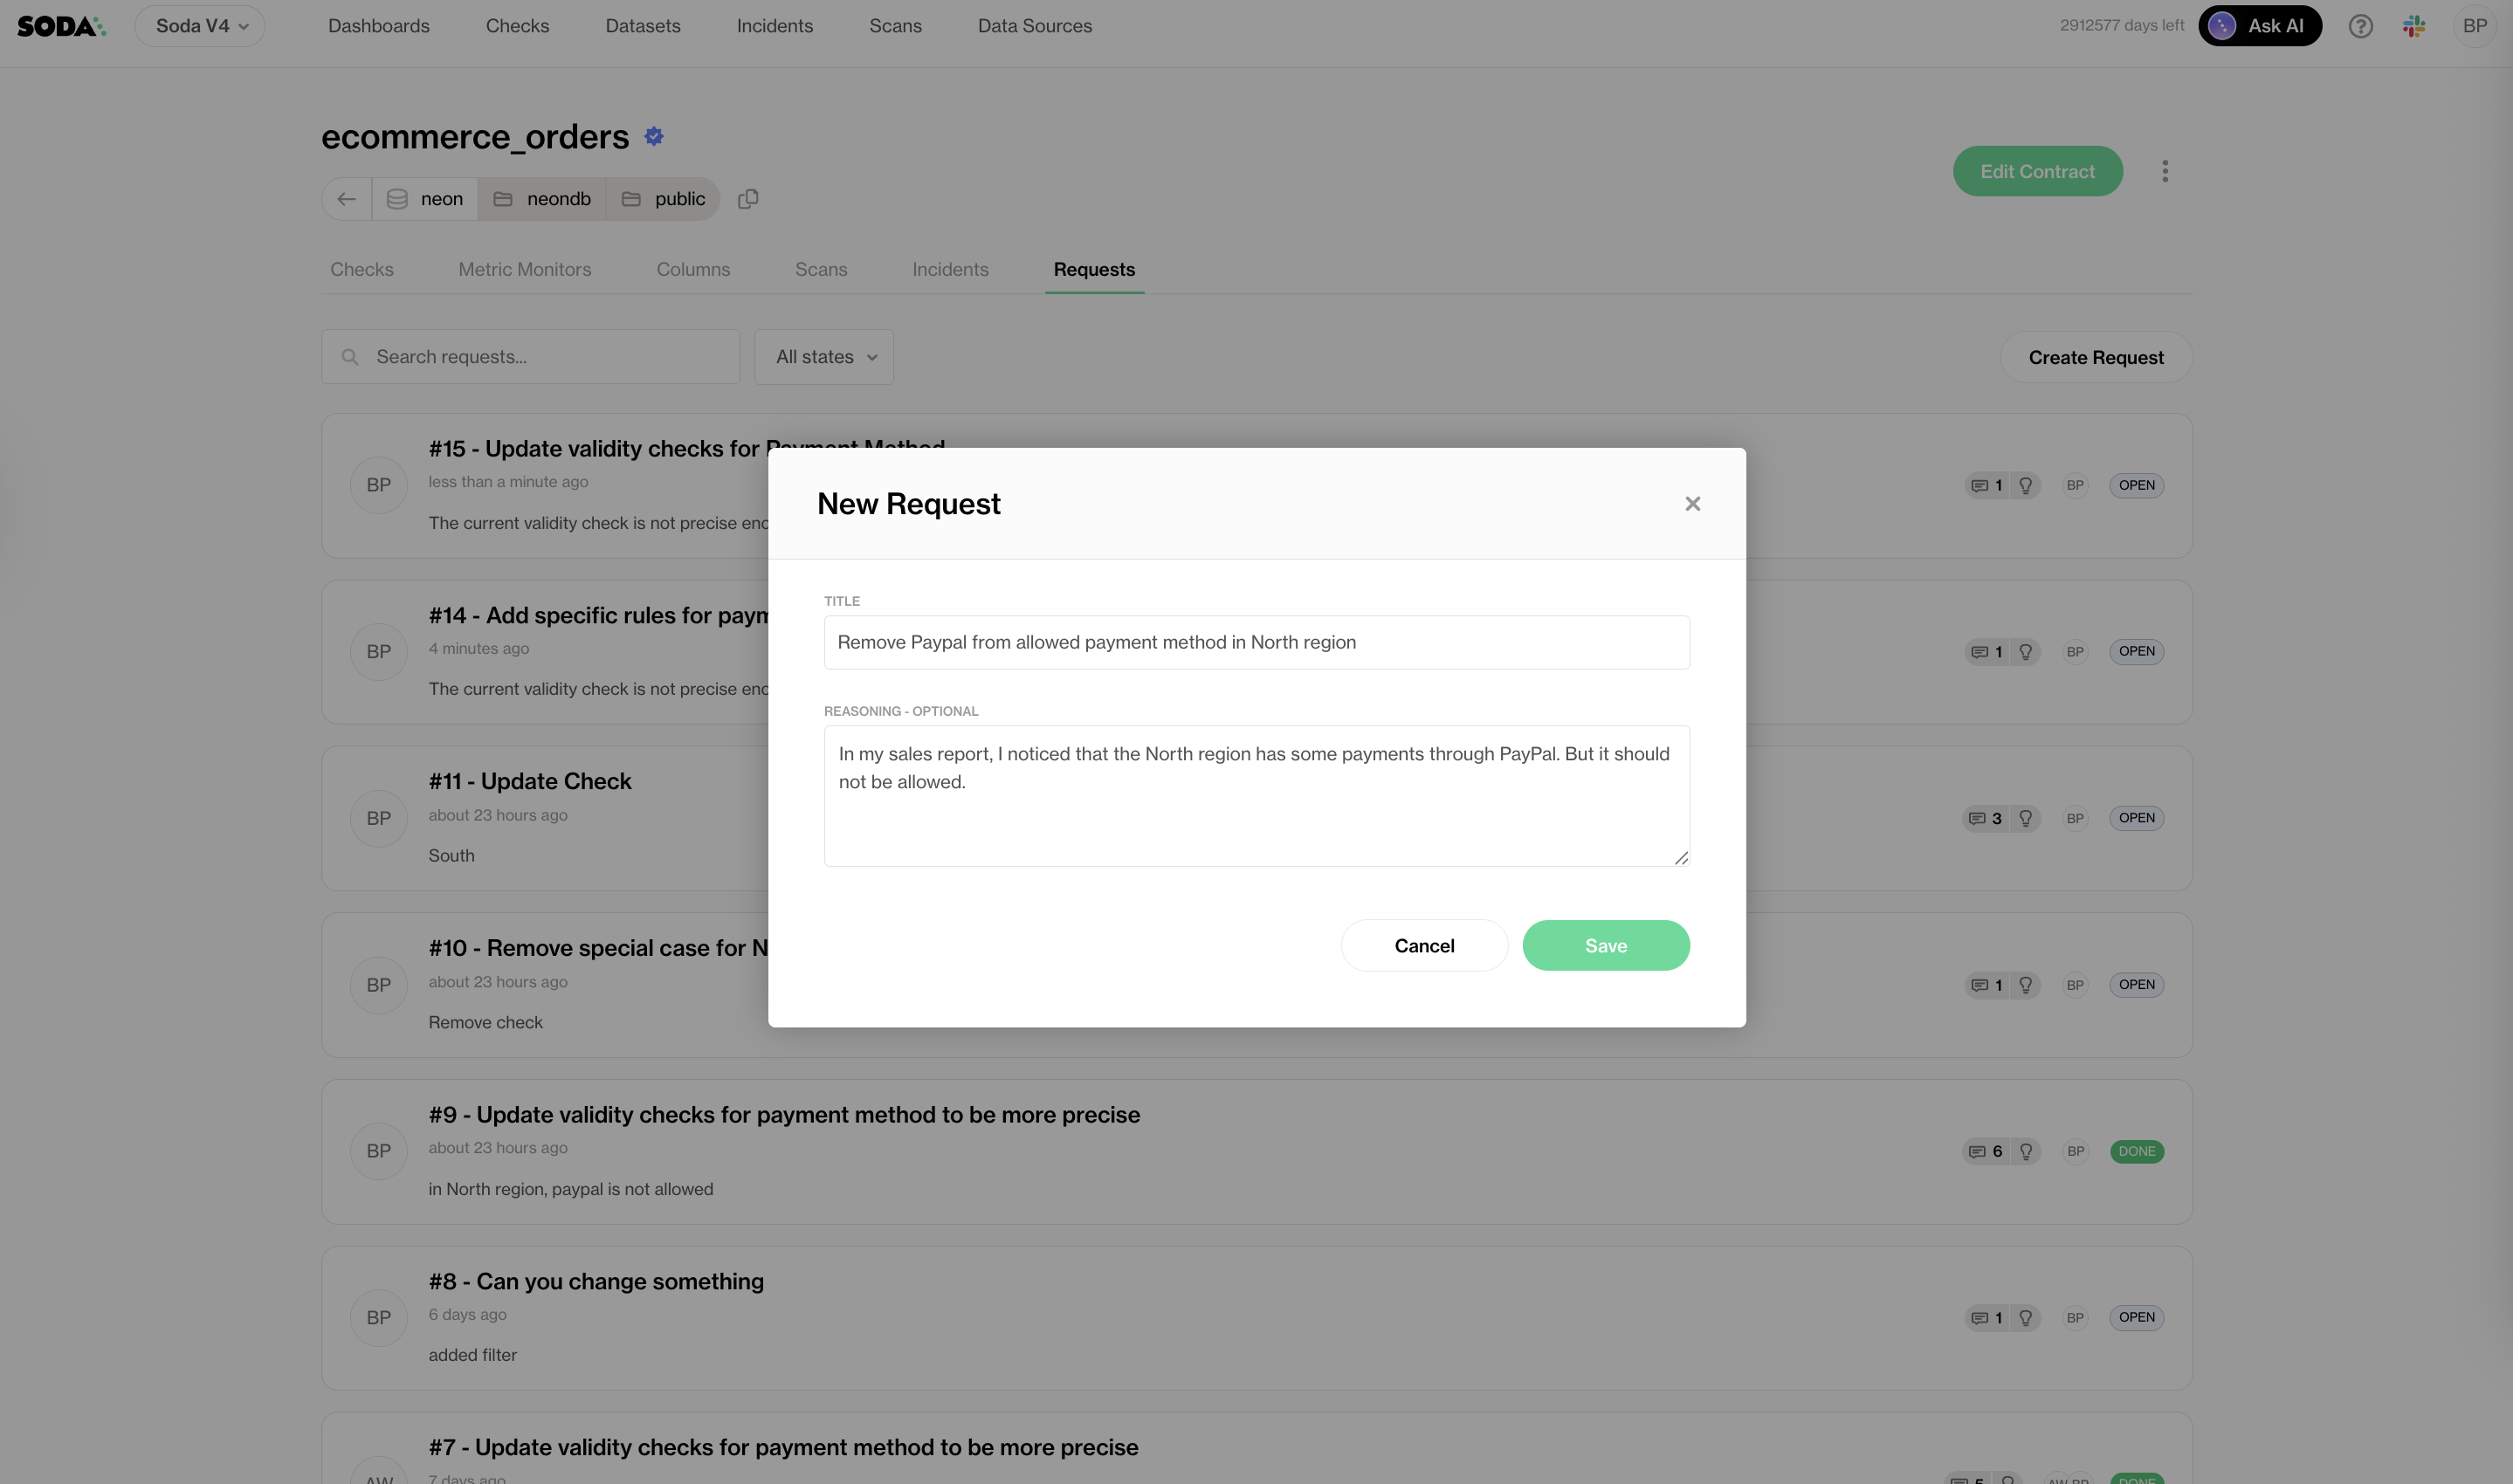 SODA
Soda V4
Dashboards
Checks
Datasets
Incidents
Scans
Data Sources
2912577 days left
Ask AI
BP
ecommerce_orders
neon
neondb
public
Edit Contract
Checks
Metric Monitors
Columns
Scans
Incidents
Requests
Search requests...
All states
Create Request
BP
#15 - Update validity checks for Payment Method
less than a minute ago
The current validity check is not precise eno
1
BP
OPEN
New Request
TITLE
Remove Paypal from allowed payment method in North region
REASONING - OPTIONAL
In my sales report, I noticed that the North region has some payments through PayPal. But it should
not be allowed.
Cancel
Save
BP
#14 - Add specific rules for paym
4 minutes ago
The current validity check is not precise eno
1
BP
OPEN
BP
#11 - Update Check
about 23 hours ago
South
3
BP
OPEN
BP
#10 - Remove special case for N
about 23 hours ago
Remove check
1
BP
OPEN
BP
#9 - Update validity checks for payment method to be more precise
about 23 hours ago
in North region, paypal is not allowed
6
BP
DONE
BP
#8 - Can you change something
6 days ago
added filter
1
BP
OPEN
AW
#7 - Update validity checks for payment method to be more precise
7 days ago
5
AW BP
DONE